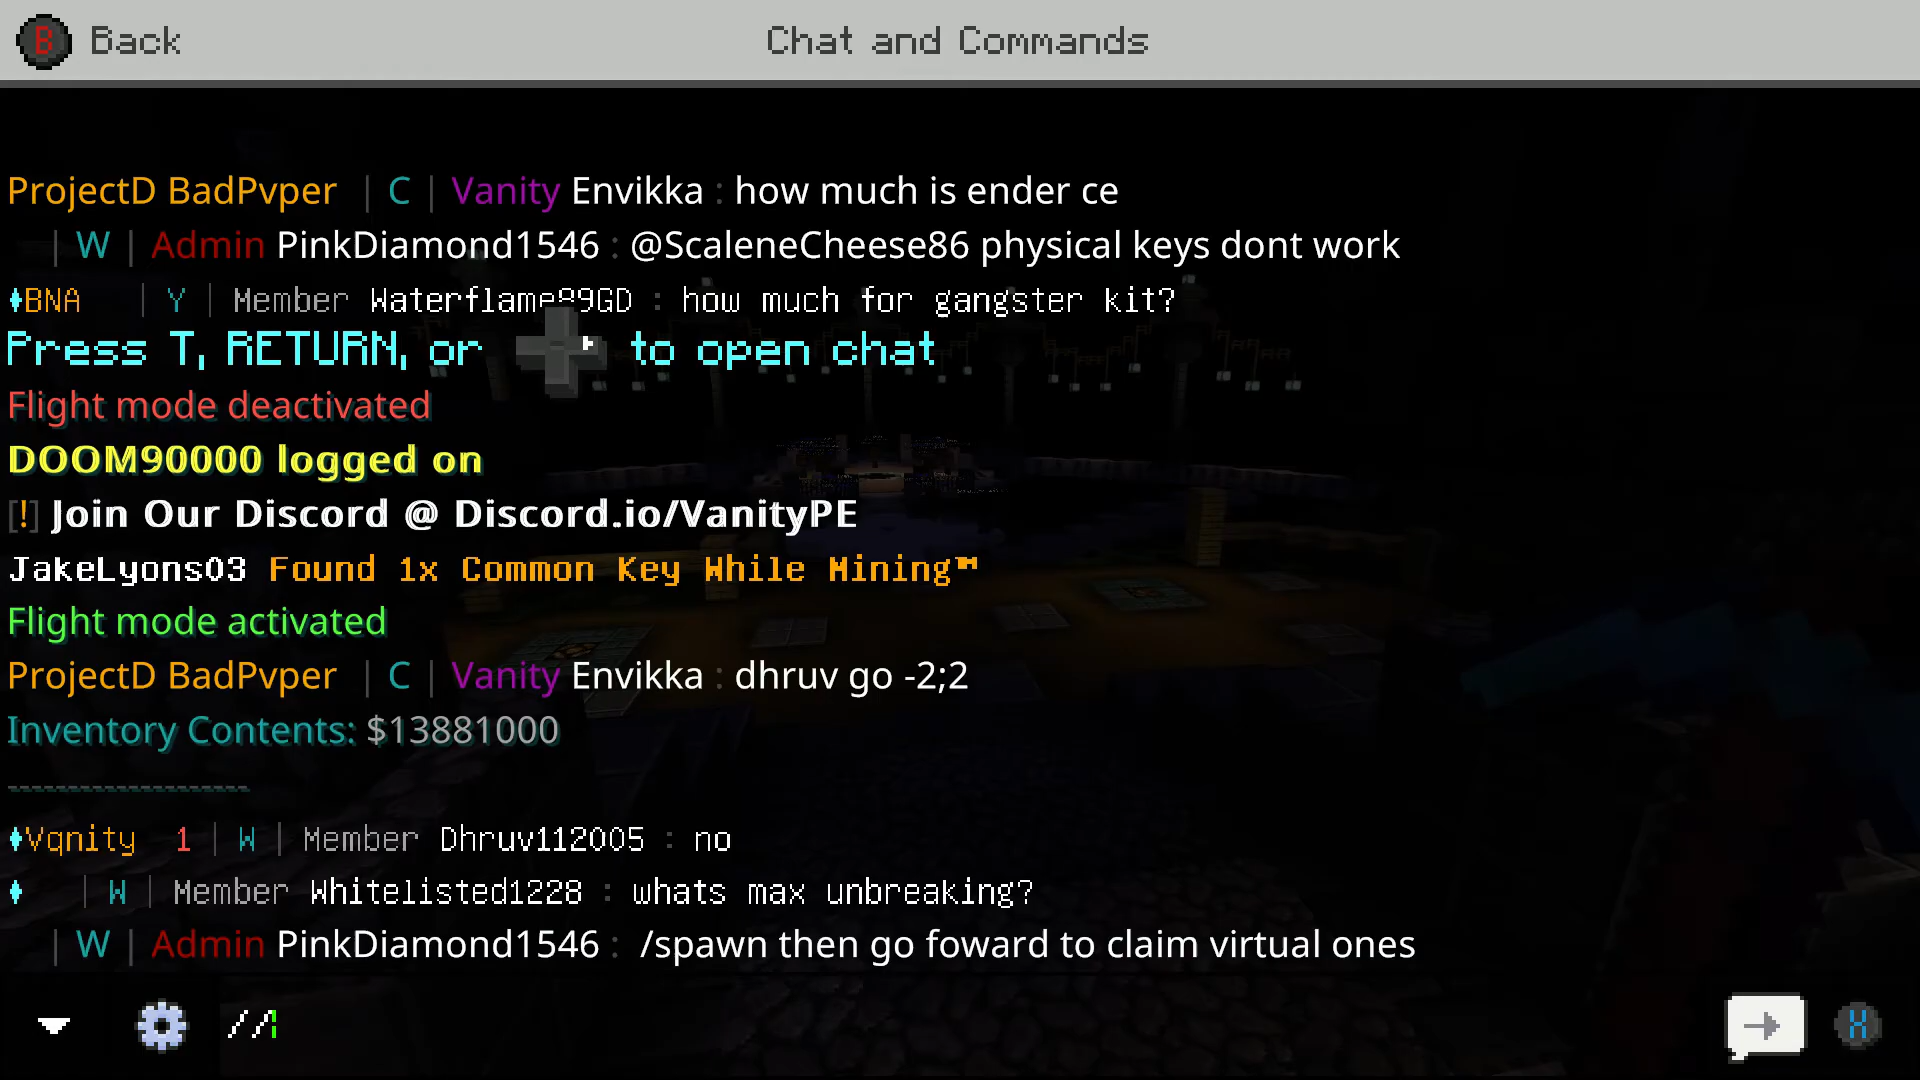 B Back Chat and Commands
ProjectD BadPvper | C | Vanity Envikka : how much is ender ce
| W | Admin PinkDiamond1546 : @ScaleneCheese86 physical keys dont work
BNA | Y | Member Waterflame89GD : how much for gangster kit?
Press T, RETURN, or to open chat
Flight mode deactivated
DOOM90000 logged on
[!] Join Our Discord @ Discord.io/VanityPE
JakeLyons03 Found 1x Common Key While Mining™
Flight mode activated
ProjectD BadPvper | C | Vanity Envikka : dhruv go -2;2
Inventory Contents: $13881000
--------------------
Vqnity 1 | W | Member Dhruv112005 : no
| W | Member Whitelisted1228 : whats max unbreaking?
| W | Admin PinkDiamond1546 : /spawn then go foward to claim virtual ones
// X